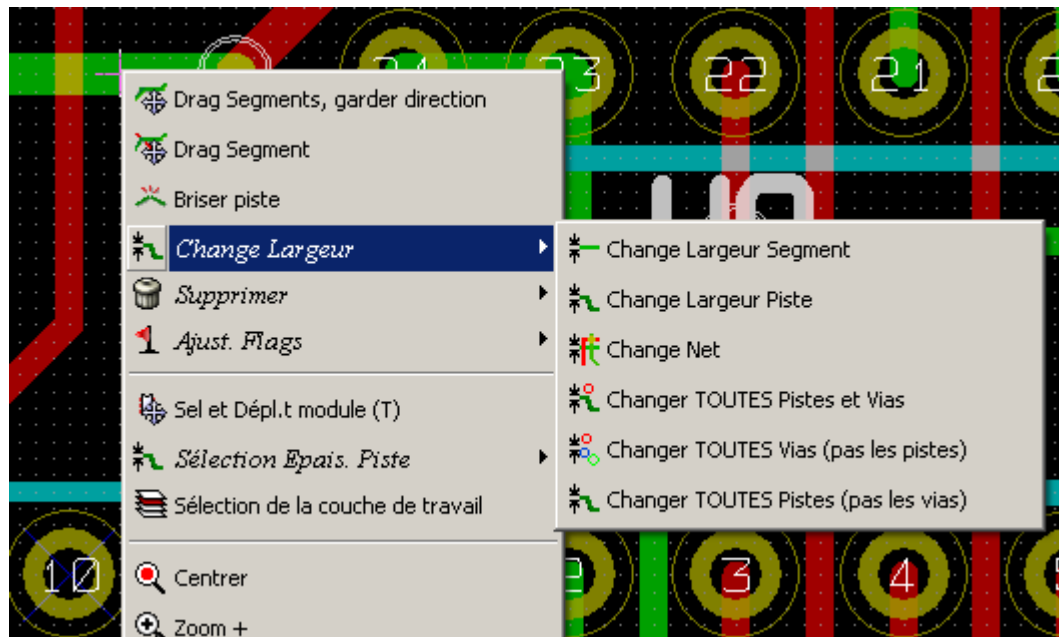 24
23
22
21
Drag Segments, garder direction
Drag Segment
Briser piste
Change Largeur
Supprimer
Ajust. Flags
Sel et Dépl.t module (T)
Sélection Epais. Piste
Sélection de la couche de travail
Centrer
Zoom +
Change Largeur Segment
Change Largeur Piste
Change Net
Changer TOUTES Pistes et Vias
Changer TOUTES Vias (pas les pistes)
Changer TOUTES Pistes (pas les vias)
10
2
3
4